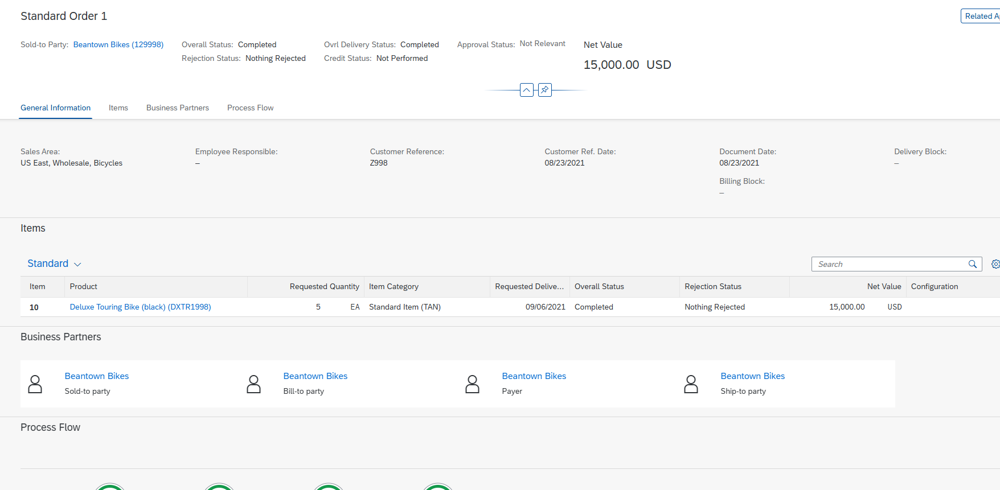 Standard Order 1
Related
Sold-to Party: Beantown Bikes (129998)
Overall Status: Completed
Rejection Status: Nothing Rejected
Ovrl Delivery Status: Completed
Credit Status: Not Performed
Approval Status: Not Relevant
Net Value
15,000.00 USD
General Information Items Business Partners Process Flow
Sales Area:
US East, Wholesale, Bicycles
Employee Responsible:
–
Customer Reference:
Z998
Customer Ref. Date:
08/23/2021
Document Date:
08/23/2021
Billing Block:
–
Delivery Block:
–
Items
Standard
Search
Item Product Requested Quantity Item Category Requested Delive... Overall Status Rejection Status Net Value Configuration
10 Deluxe Touring Bike (black) (DXTR1998) 5 EA Standard Item (TAN) 09/06/2021 Completed Nothing Rejected 15,000.00 USD
Business Partners
Beantown Bikes
Sold-to party
Beantown Bikes
Bill-to party
Beantown Bikes
Payer
Beantown Bikes
Ship-to party
Process Flow